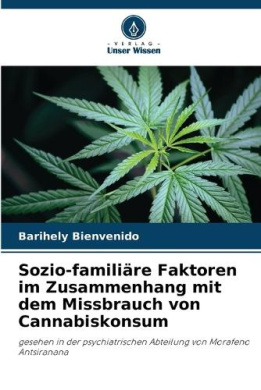 VERLAG
Unser Wissen
Barihely Bienvenido
Sozio-familiäre Faktoren
im Zusammenhang mit
dem Missbrauch von
Cannabiskonsum
gesehen in der psychiatrischen Abteilung von Morafeno
Antsiranana